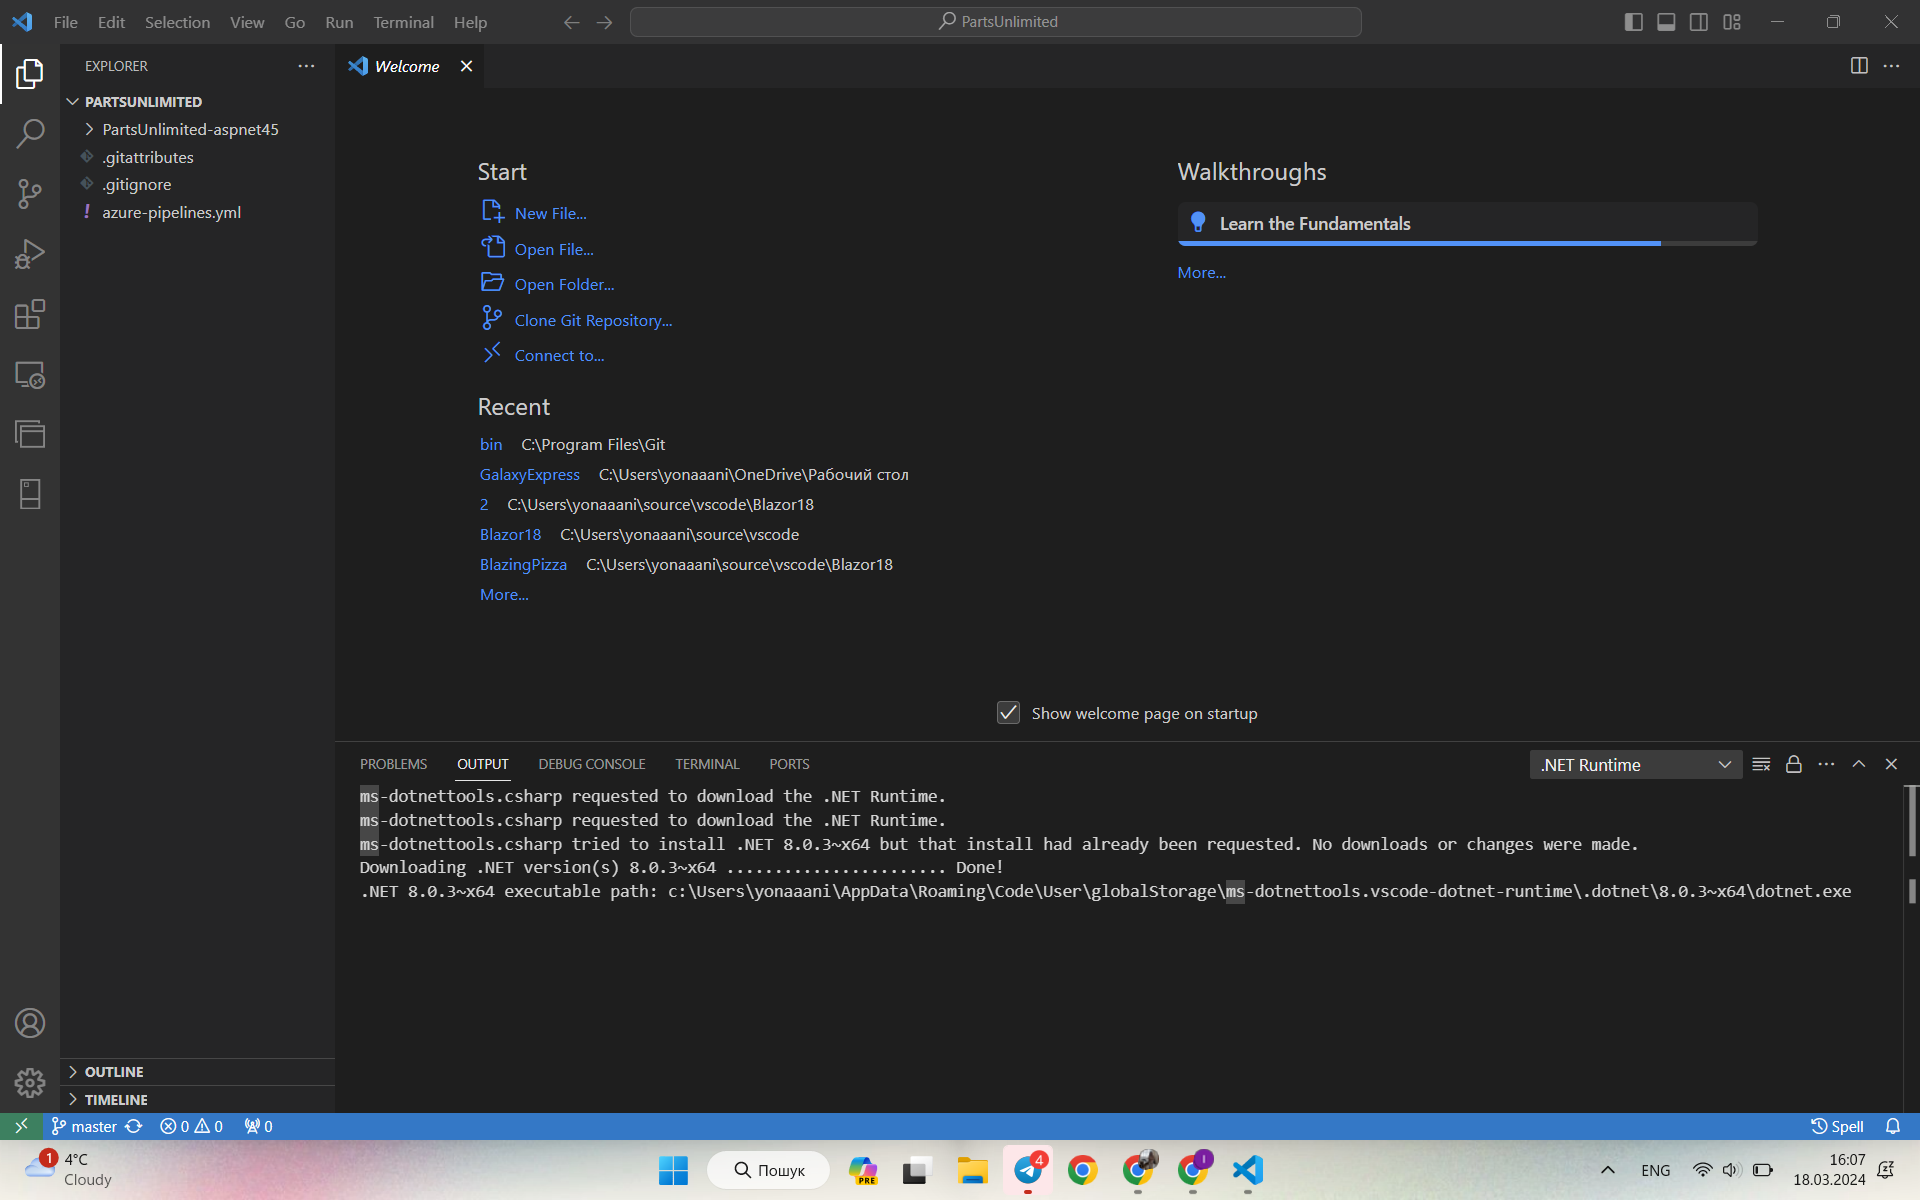 File Edit Selection View Go Run Terminal Help
PartsUnlimited
EXPLORER
Welcome
PARTSUNLIMITED
PartsUnlimited-aspnet45
.gitattributes
.gitignore
! azure-pipelines.yml
Start
New File...
Open File...
Open Folder...
Clone Git Repository...
Connect to...
Recent
bin C:\Program Files\Git
GalaxyExpress C:\Users\yonaaani\OneDrive\Рабочий стол
2 C:\Users\yonaaani\source\vscode\Blazor18
Blazor18 C:\Users\yonaaani\source\vscode
BlazingPizza C:\Users\yonaaani\source\vscode\Blazor18
More...
Walkthroughs
Learn the Fundamentals
More...
Show welcome page on startup
PROBLEMS OUTPUT DEBUG CONSOLE TERMINAL PORTS
.NET Runtime
ms-dotnettools.csharp requested to download the .NET Runtime.
ms-dotnettools.csharp requested to download the .NET Runtime.
ms-dotnettools.csharp tried to install .NET 8.0.3~x64 but that install had already been requested. No downloads or changes were made.
Downloading .NET version(s) 8.0.3~x64 ....................... Done!
.NET 8.0.3~x64 executable path: c:\Users\yonaaani\AppData\Roaming\Code\User\globalStorage\ms-dotnettools.vscode-dotnet-runtime\.dotnet\8.0.3~x64\dotnet.exe
OUTLINE
TIMELINE
master 0 0 0
Spell
1
4°C
Cloudy
Пошук
PRE
4
I
ENG
16:07
18.03.2024